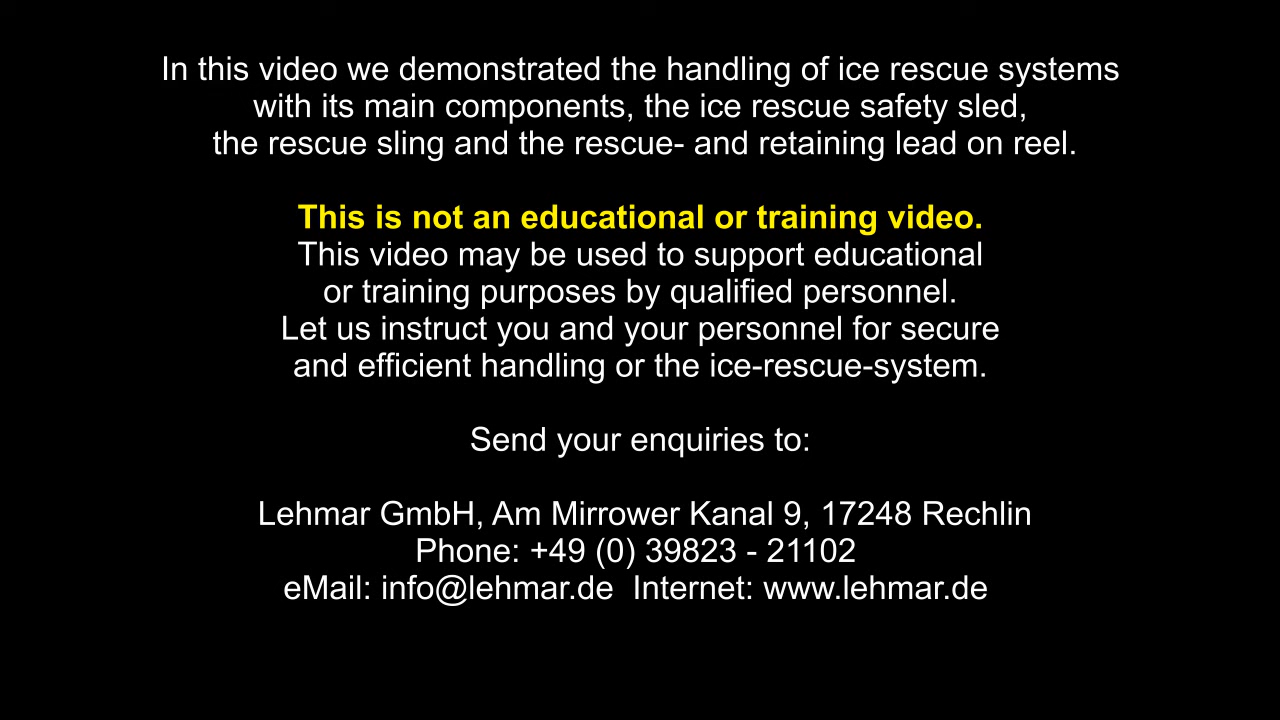 In this video we demonstrated the handling of ice rescue systems
with its main components, the ice rescue safety sled,
the rescue sling and the rescue- and retaining lead on reel.
This is not an educational or training video.
This video may be used to support educational
or training purposes by qualified personnel.
Let us instruct you and your personnel for secure
and efficient handling or the ice-rescue-system.
Send your enquiries to:
Lehmar GmbH, Am Mirrower Kanal 9, 17248 Rechlin
Phone: +49 (0) 39823 - 21102
eMail: info@lehmar.de  Internet: www.lehmar.de